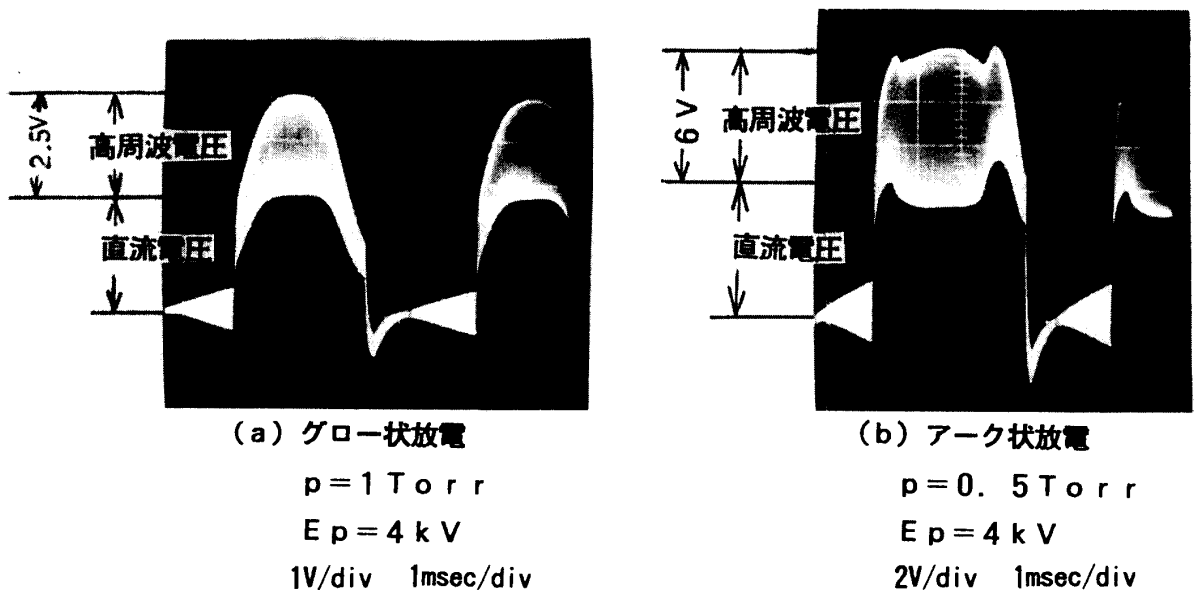 2.5V
高周波電圧
直流電圧
6V
高周波電圧
直流電圧
(a) グロー状放電
p=1Torr
Ep=4kV
1V/div 1msec/div
(b) アーク状放電
p=0.5Torr
Ep=4kV
2V/div 1msec/div